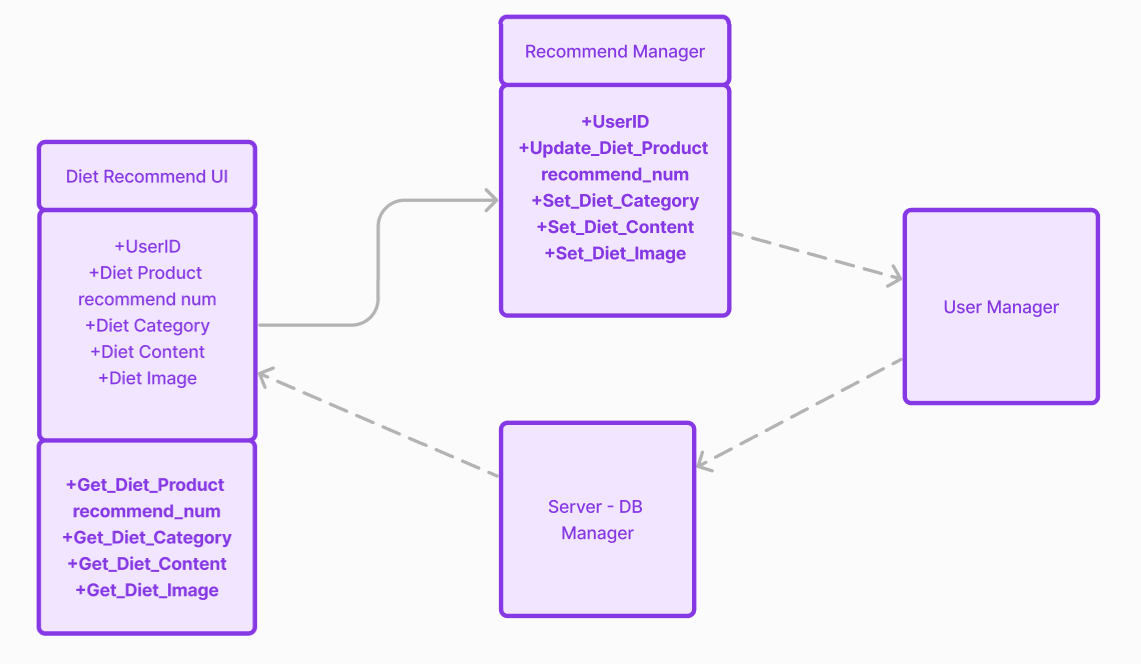 Recommend Manager
+UserID
+Update_Diet_Product
recommend_num
+Set_Diet_Category
+Set_Diet_Content
+Set_Diet_Image
Diet Recommend UI
+UserID
+Diet Product
recommend num
+Diet Category
+Diet Content
+Diet Image
+Get_Diet_Product
recommend_num
+Get_Diet_Category
+Get_Diet_Content
+Get_Diet_Image
User Manager
Server - DB
Manager